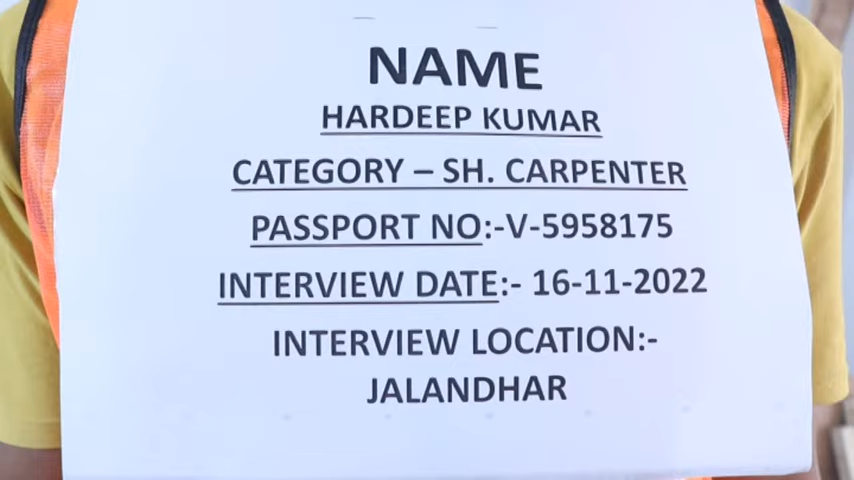 NAME
HARDEEP KUMAR
CATEGORY – SH. CARPENTER
PASSPORT NO:-V-5958175
INTERVIEW DATE:- 16-11-2022
INTERVIEW LOCATION:-
JALANDHAR